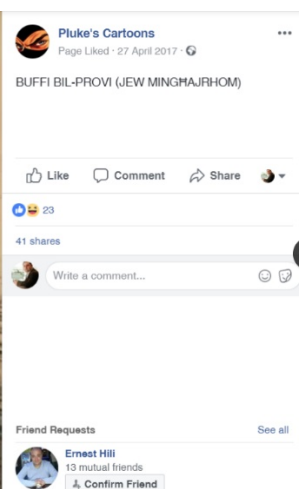 Pluke's Cartoons
Page Liked · 27 April 2017 ·
BUFFI BIL-PROVI (JEW MINGĦAJRHOM)
Like Comment Share
23
41 shares
Write a comment...
Friend Requests See all
Ernest Hili
13 mutual friends
Confirm Friend